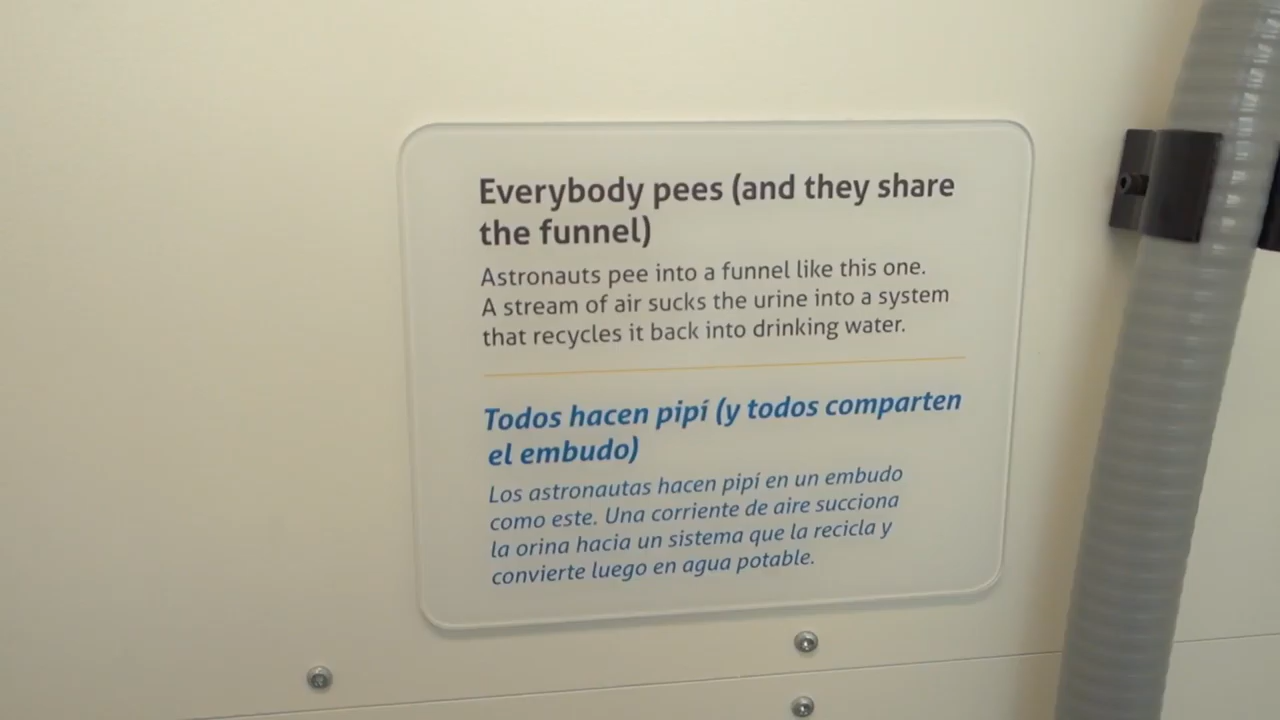 Everybody pees (and they share
the funnel)
Astronauts pee into a funnel like this one.
A stream of air sucks the urine into a system
that recycles it back into drinking water.
Todos hacen pipí (y todos comparten
el embudo)
Los astronautas hacen pipí en un embudo
como este. Una corriente de aire succiona
la orina hacia un sistema que la recicla y
convierte luego en agua potable.